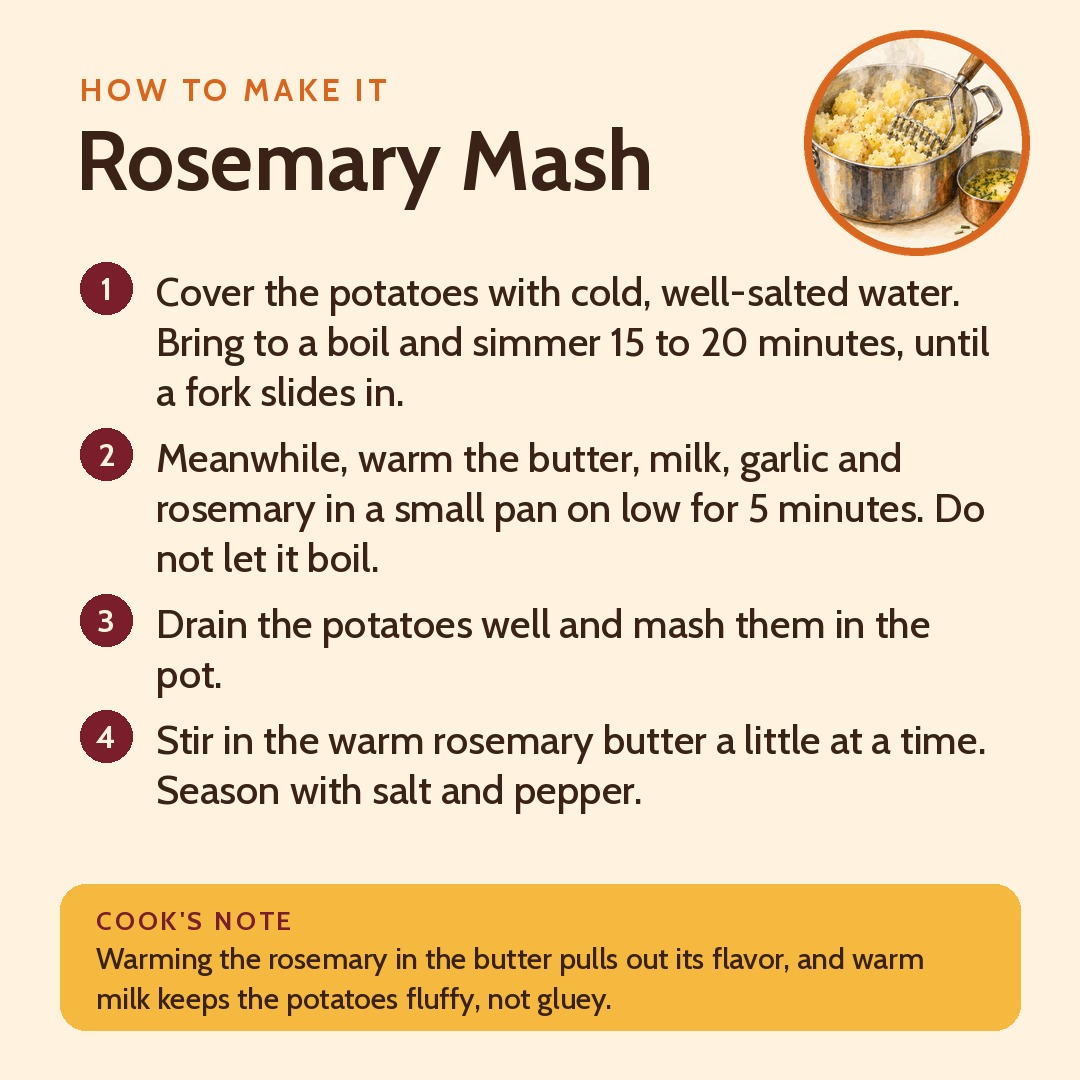 HOW TO MAKE IT
Rosemary Mash
1 Cover the potatoes with cold, well-salted water.
Bring to a boil and simmer 15 to 20 minutes, until
a fork slides in.
2 Meanwhile, warm the butter, milk, garlic and
rosemary in a small pan on low for 5 minutes. Do
not let it boil.
3 Drain the potatoes well and mash them in the
pot.
4 Stir in the warm rosemary butter a little at a time.
Season with salt and pepper.
COOK'S NOTE
Warming the rosemary in the butter pulls out its flavor, and warm
milk keeps the potatoes fluffy, not gluey.